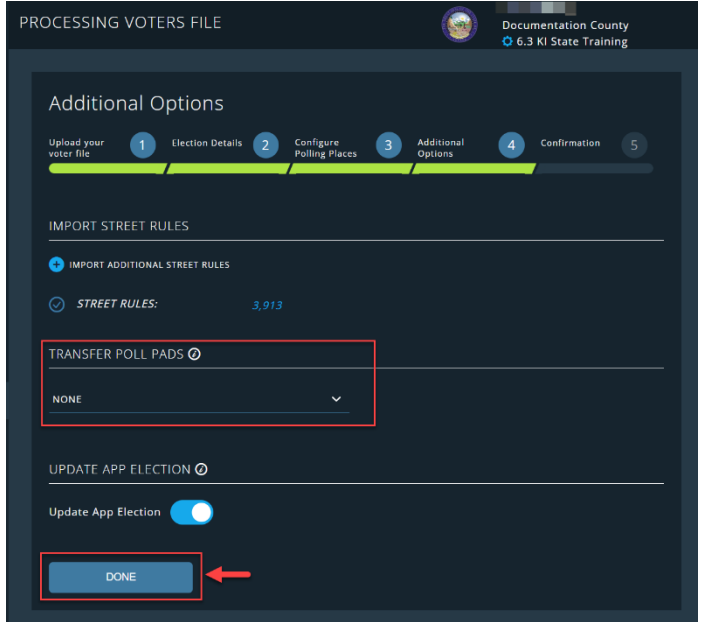 PROCESSING VOTERS FILE
Documentation County
6.3 KI State Training
Additional Options
Upload your
voter file
1
Election Details
2
Configure
Polling Places
3
Additional
Options
4
Confirmation
5
IMPORT STREET RULES
IMPORT ADDITIONAL STREET RULES
STREET RULES: 3,913
TRANSFER POLL PADS
NONE
UPDATE APP ELECTION
Update App Election
DONE